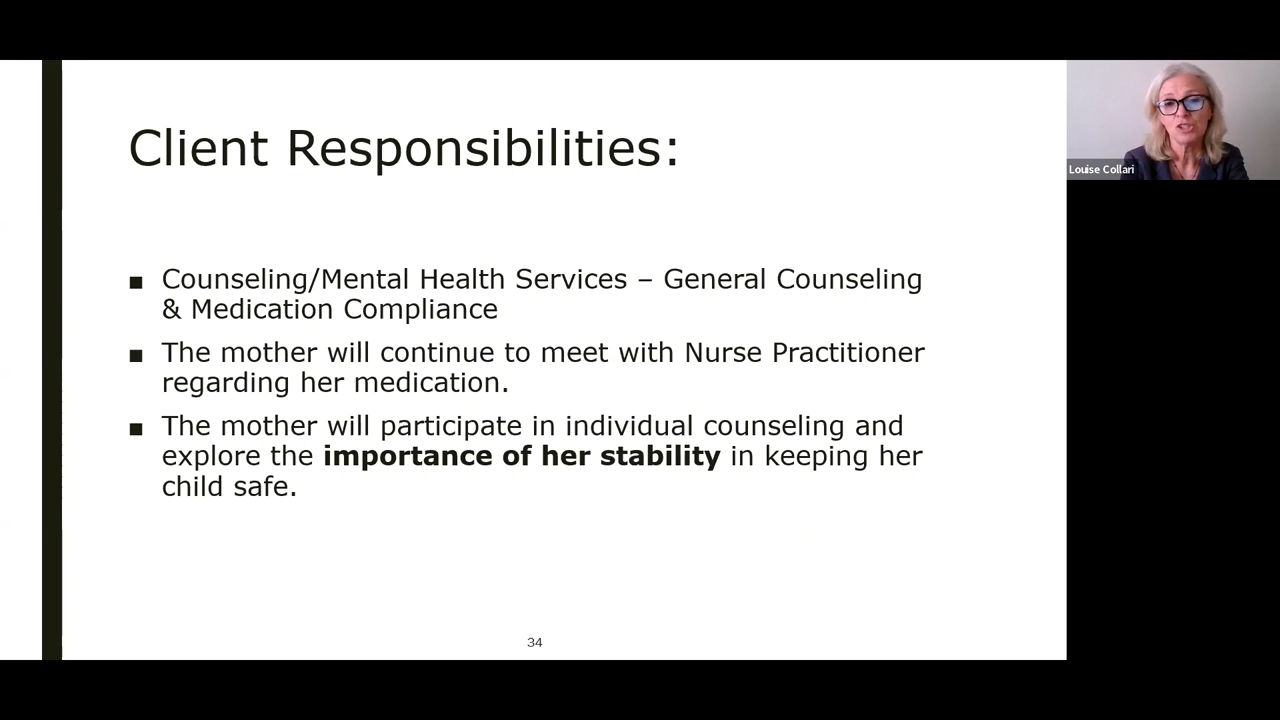 Client Responsibilities:
■ Counseling/Mental Health Services – General Counseling
& Medication Compliance
■ The mother will continue to meet with Nurse Practitioner
regarding her medication.
■ The mother will participate in individual counseling and
explore the importance of her stability in keeping her
child safe.
34
Louise Collari